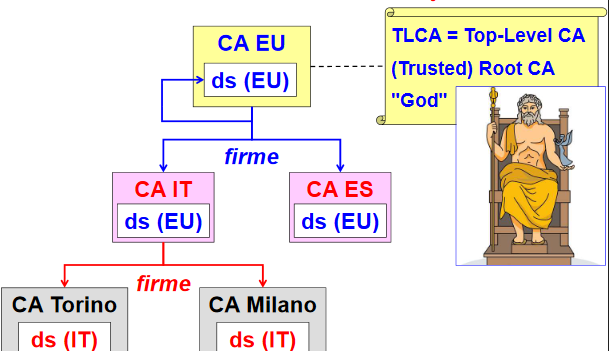 CA EU
ds (EU)
TLCA = Top-Level CA
(Trusted) Root CA
"God"
firme
CA IT
ds (EU)
CA ES
ds (EU)
firme
CA Torino
ds (IT)
CA Milano
ds (IT)